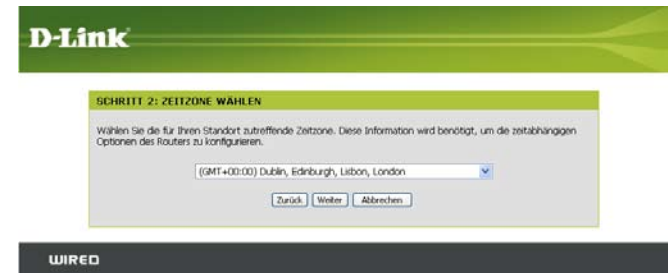 D-Link
SCHRITT 2: ZEITZONE WÄHLEN
Wählen Sie die für Ihren Standort zutreffende Zeitzone. Diese Information wird benötigt, um die zeitabhängigen
Optionen des Routers zu konfigurieren.
(GMT+00:00) Dublin, Edinburgh, Lisbon, London
Zurück Weiter Abbrechen
WIRED